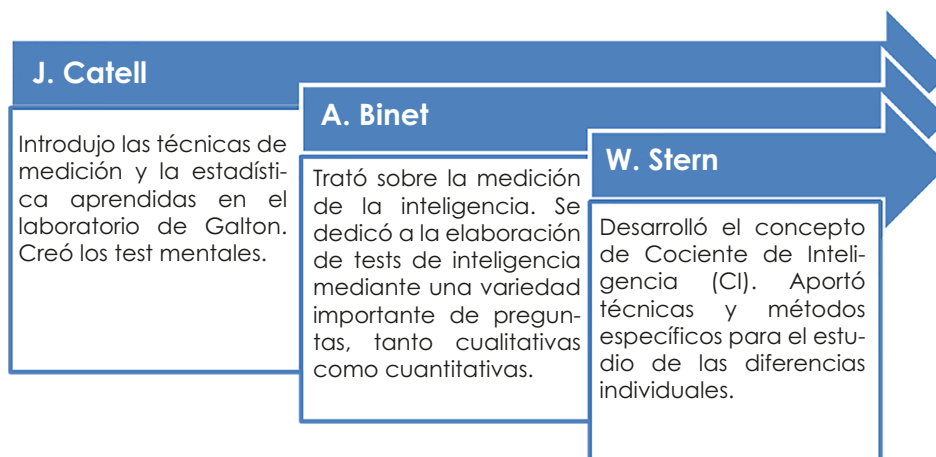 J. Catell
Introdujo las técnicas de
medición y la estadísti-
ca aprendidas en el
laboratorio de Galton.
Creó los test mentales.
A. Binet
Trató sobre la medición
de la inteligencia. Se
dedicó a la elaboración
de tests de inteligencia
mediante una variedad
importante de pregun-
tas, tanto cualitativas
como cuantitativas.
W. Stern
Desarrolló el concepto
de Cociente de Inteli-
gencia (CI). Aportó
técnicas y métodos
específicos para el estu-
dio de las diferencias
individuales.